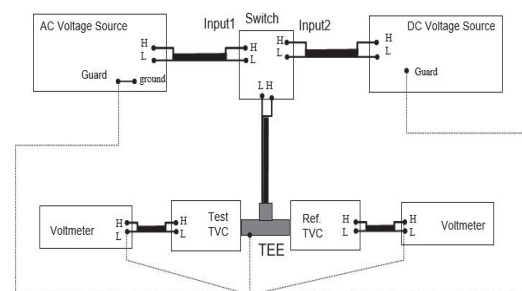 AC Voltage Source
Input1
Switch
Input2
DC Voltage Source
H
L
H
L
H
L
H
L
Guard
ground
Guard
L H
Voltmeter
H
L
H
L
Test
TVC
TEE
Ref.
TVC
H
L
H
L
Voltmeter